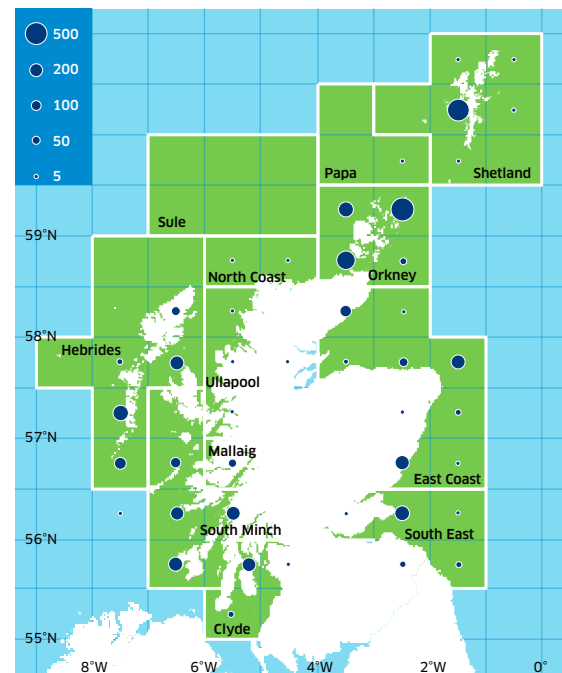 500
200
100
50
5
Papa
Shetland
Sule
59°N
North Coast
Orkney
58°N
Hebrides
Ullapool
57°N
Mallaig
East Coast
South Minch
South East
56°N
Clyde
55°N
8°W
6°W
4°W
2°W
0°